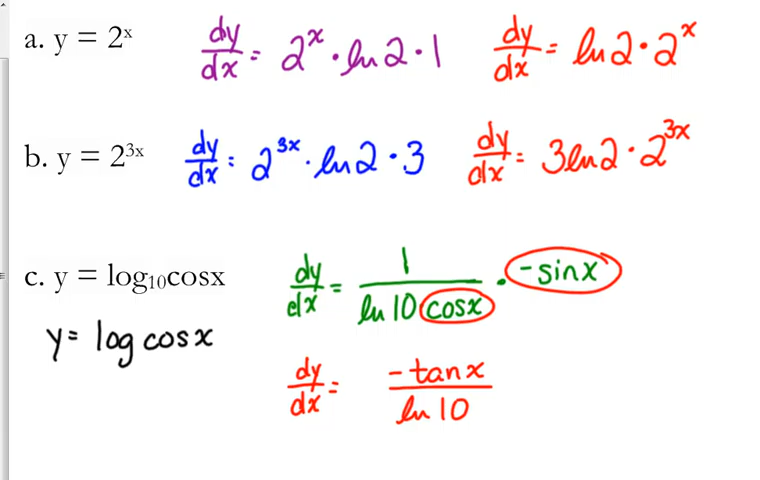 a. y = 2ˣ dy/dx = 2ˣ · ln2 · 1 dy/dx = ln2 · 2ˣ
b. y = 2³ˣ dy/dx = 2³ˣ · ln2 · 3 dy/dx = 3ln2 · 2³ˣ
c. y = log₁₀cosx dy/dx = 1/(ln10 cosx) · -sinx
y = log cosx
dy/dx = -tanx/ln10